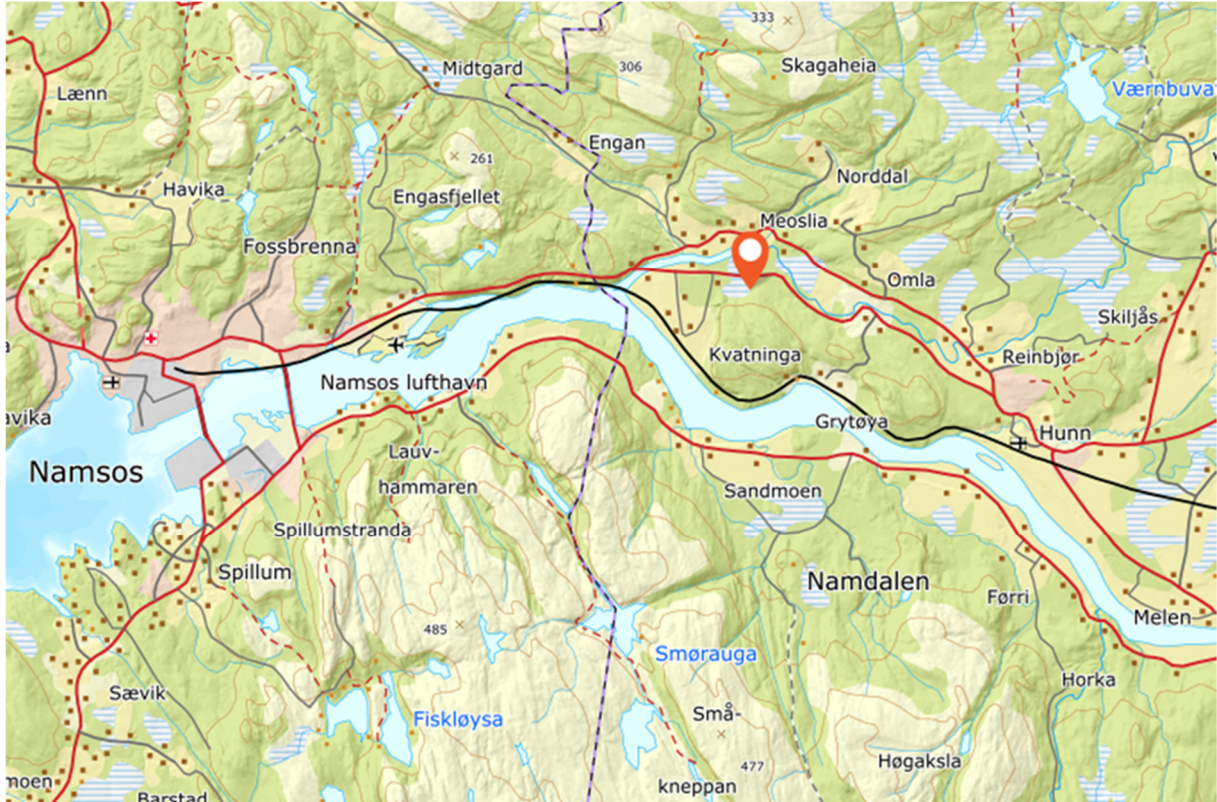 333
Skagaheia
306
Midtgard
Værnbuvat
Lænn
Engan
261
Norddal
Havika
Engasfjellet
Meoslia
Fossbrenna
Omla
Skiljås
Kvatninga
Reinbjør
Namsos lufthavn
avika
Grytøya
Hunn
Lauv-
hammaren
Namsos
Sandmoen
Spillumstranda
Spillum
Namdalen
Førri
Melen
485
Smørauga
Horka
Sævik
Fiskløysa
Små-
Høgaksla
477
moen
kneppan
Barstad